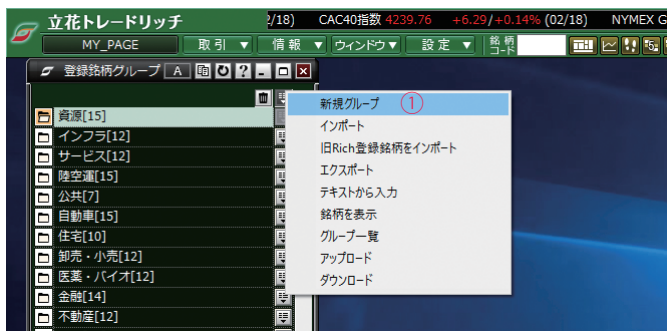 立花トレードリッチ
/18) CAC40指数 4239.76 +6.29/+0.14% (02/18) NYMEX G
MY_PAGE 取引 ▼ 情報 ▼ ウィンドウ▼ 設定 ▼ 銘柄コード
登録銘柄グループ A
新規グループ ①
資源[15]
インポート
インフラ[12]
旧Rich登録銘柄をインポート
サービス[12]
エクスポート
陸空運[15]
テキストから入力
公共[7]
銘柄を表示
自動車[15]
グループ一覧
住宅[10]
アップロード
卸売・小売[12]
ダウンロード
医薬・バイオ[12]
金融[14]
不動産[12]